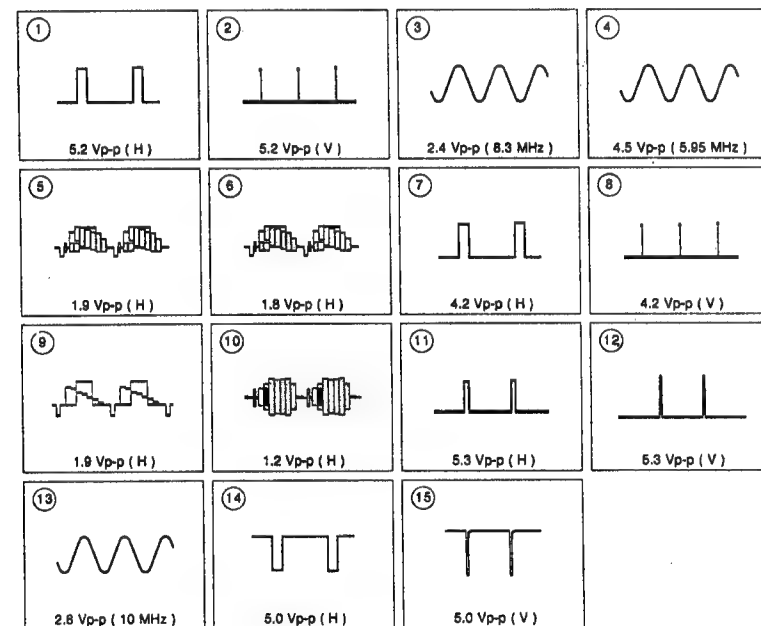 1
2
3
4
5.2 Vp-p ( H )
5.2 Vp-p ( V )
2.4 Vp-p ( 8.3 MHz )
4.5 Vp-p ( 5.95 MHz )
5
6
7
8
1.9 Vp-p ( H )
1.8 Vp-p ( H )
4.2 Vp-p ( H )
4.2 Vp-p ( V )
9
10
11
12
1.9 Vp-p ( H )
1.2 Vp-p ( H )
5.3 Vp-p ( H )
5.3 Vp-p ( V )
13
14
15
2.8 Vp-p ( 10 MHz )
5.0 Vp-p ( H )
5.0 Vp-p ( V )